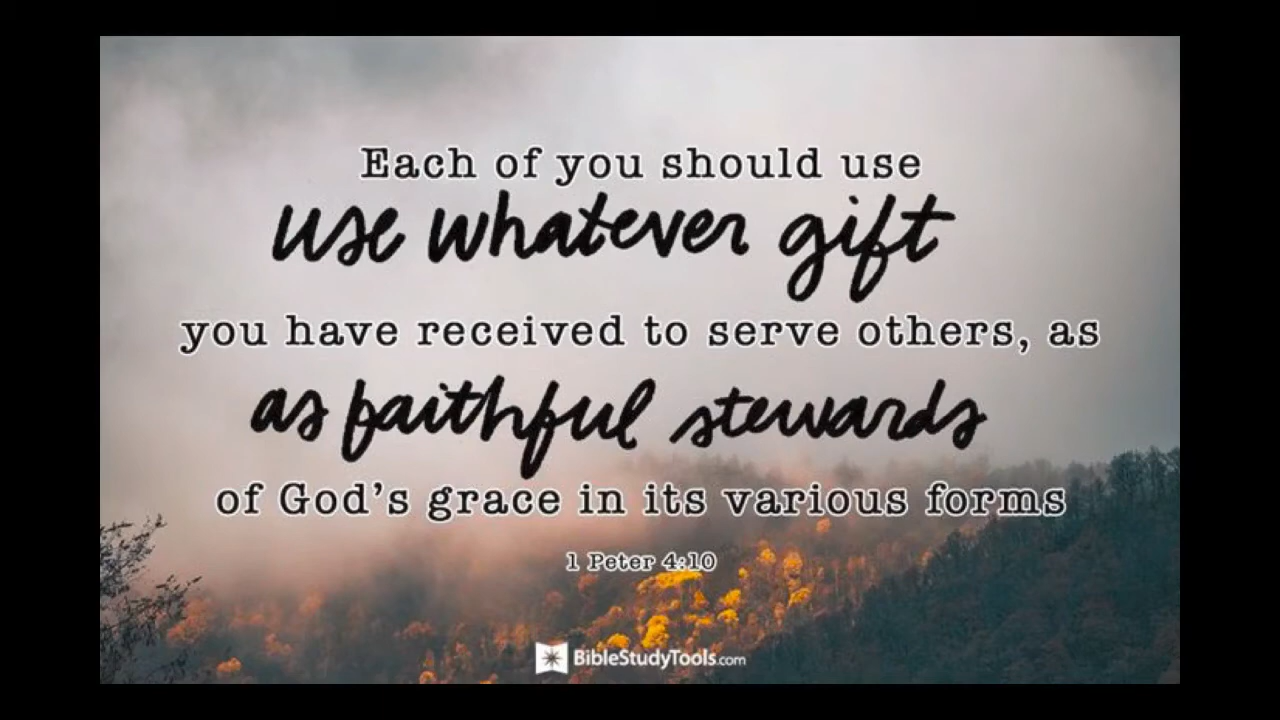 Each of you should use
use whatever gift
you have received to serve others, as
as faithful stewards
of God’s grace in its various forms
1 Peter 4:10
BibleStudyTools.com